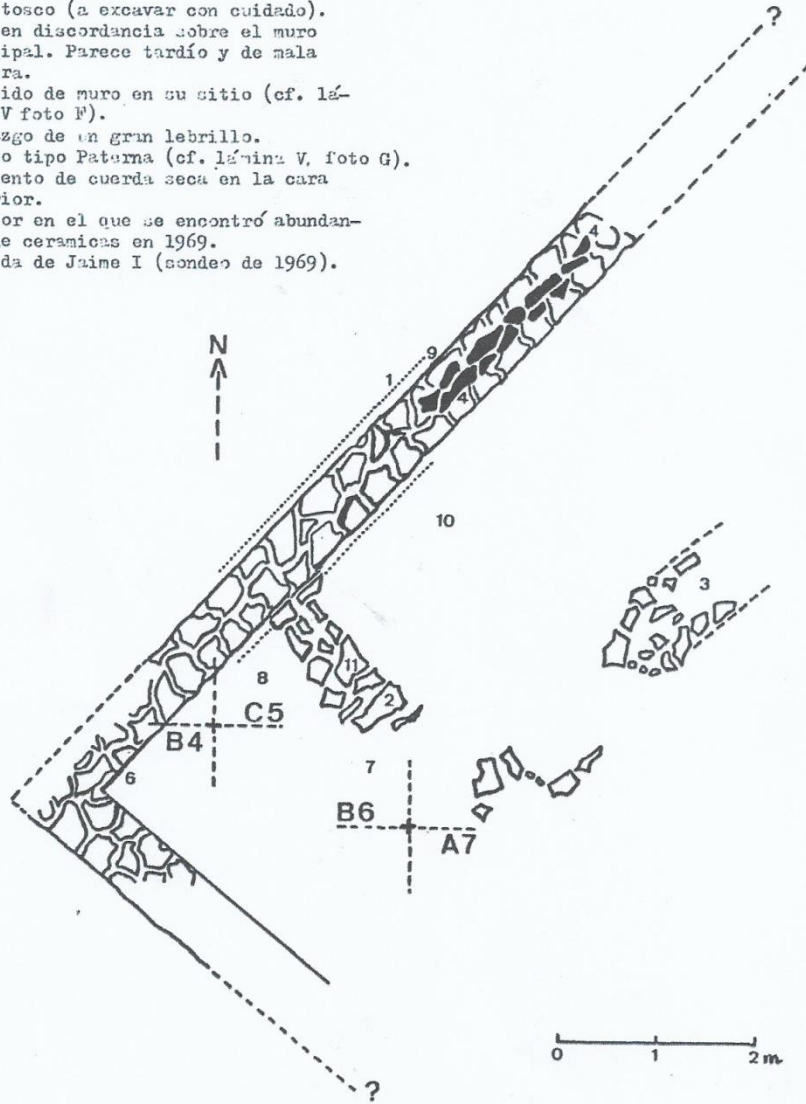 tosco (a excavar con cuidado).
en discordancia sobre el muro
ipal. Parece tardío y de mala
ra.
ido de muro en su sitio (cf. lá-
V foto F).
zgo de un gran lebrillo.
o tipo Paterna (cf. lámina V, foto G).
ento de cuerda seca en la cara
ior.
or en el que se encontró abundan-
e ceramicas en 1969.
da de Jaime I (sondeo de 1969).
?
4
N
9
1
4
10
3
11
8
2
C5
B4
7
6
B6
A7
0 1 2 m
?